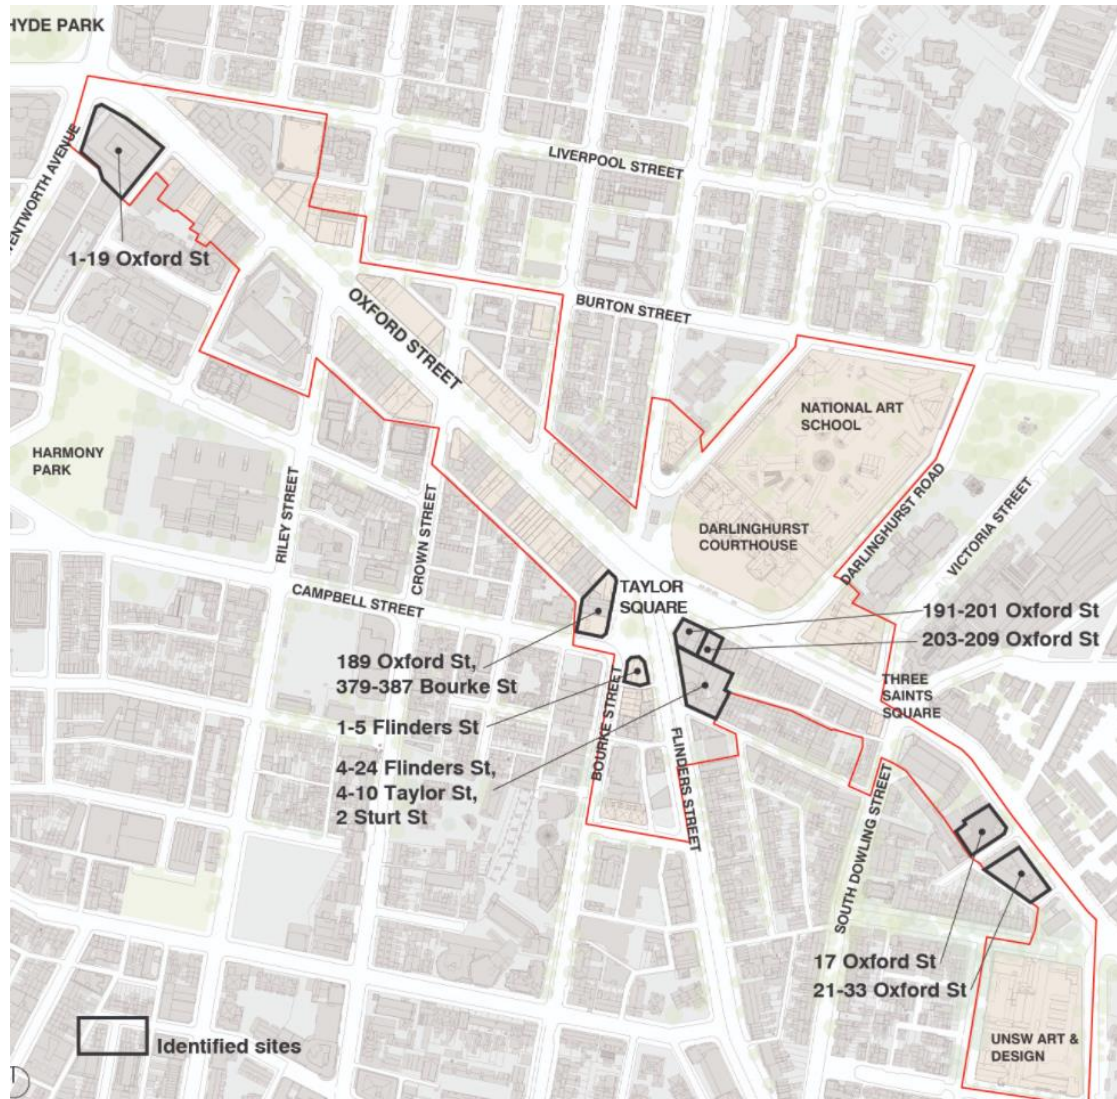 HYDE PARK
LIVERPOOL STREET
WENTWORTH AVENUE
1-19 Oxford St
OXFORD STREET
BURTON STREET
NATIONAL ART
SCHOOL
HARMONY
PARK
RILEY STREET
CROWN STREET
DARLINGHURST
COURTHOUSE
DARLINGHURST ROAD
VICTORIA STREET
CAMPBELL STREET
TAYLOR
SQUARE
191-201 Oxford St
203-209 Oxford St
189 Oxford St,
379-387 Bourke St
THREE
SAINTS
SQUARE
1-5 Flinders St
BOURKE STREET
FLINDERS STREET
4-24 Flinders St,
4-10 Taylor St,
2 Sturt St
SOUTH DOWLING STREET
17 Oxford St
21-33 Oxford St
UNSW ART &
DESIGN
Identified sites